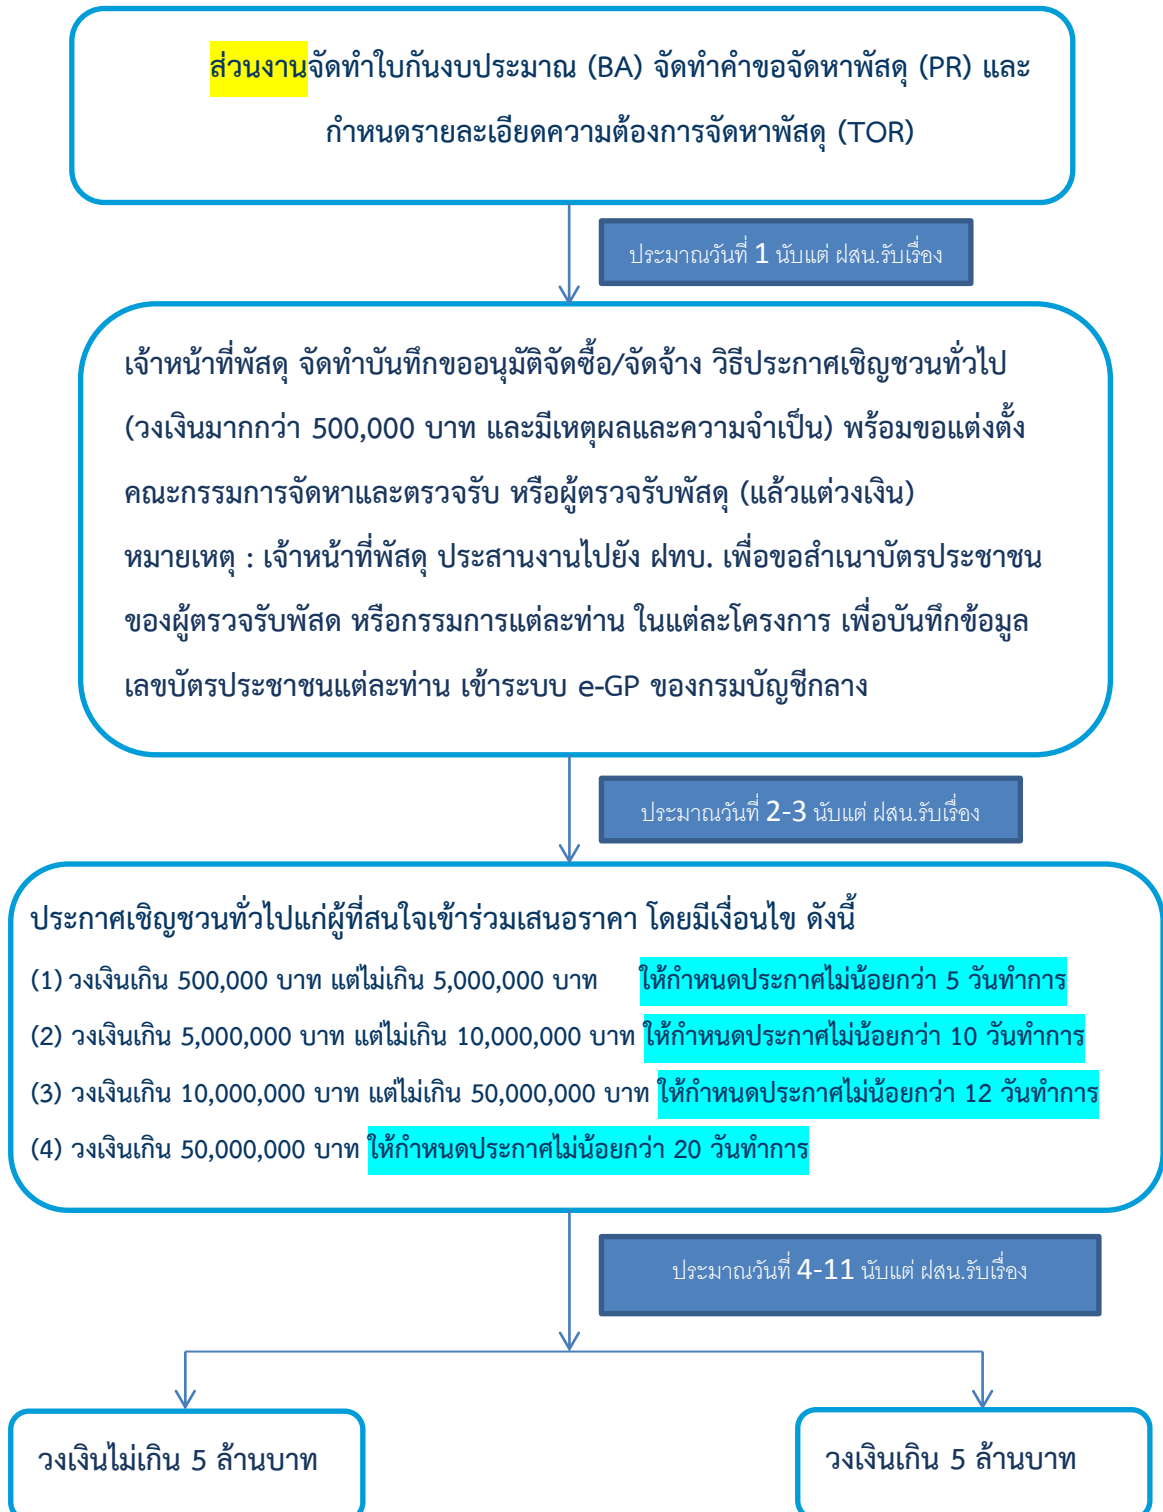 ส่วนงานจัดทำใบกันงบประมาณ (BA) จัดทำคำขอจัดหาพัสดุ (PR) และ
กำหนดรายละเอียดความต้องการจัดหาพัสดุ (TOR)
ประมาณวันที่ 1 นับแต่ ฝสน.รับเรื่อง
เจ้าหน้าที่พัสดุ จัดทำบันทึกขออนุมัติจัดซื้อ/จัดจ้าง วิธีประกาศเชิญชวนทั่วไป
(วงเงินมากกว่า 500,000 บาท และมีเหตุผลและความจำเป็น) พร้อมขอแต่งตั้ง
คณะกรรมการจัดหาและตรวจรับ หรือผู้ตรวจรับพัสดุ (แล้วแต่วงเงิน)
หมายเหตุ : เจ้าหน้าที่พัสดุ ประสานงานไปยัง ฝทบ. เพื่อขอสำเนาบัตรประชาชน
ของผู้ตรวจรับพัสด หรือกรรมการแต่ละท่าน ในแต่ละโครงการ เพื่อบันทึกข้อมูล
เลขบัตรประชาชนแต่ละท่าน เข้าระบบ e-GP ของกรมบัญชีกลาง
ประมาณวันที่ 2-3 นับแต่ ฝสน.รับเรื่อง
ประกาศเชิญชวนทั่วไปแก่ผู้ที่สนใจเข้าร่วมเสนอราคา โดยมีเงื่อนไข ดังนี้
(1) วงเงินเกิน 500,000 บาท แต่ไม่เกิน 5,000,000 บาท ให้กำหนดประกาศไม่น้อยกว่า 5 วันทำการ
(2) วงเงินเกิน 5,000,000 บาท แต่ไม่เกิน 10,000,000 บาท ให้กำหนดประกาศไม่น้อยกว่า 10 วันทำการ
(3) วงเงินเกิน 10,000,000 บาท แต่ไม่เกิน 50,000,000 บาท ให้กำหนดประกาศไม่น้อยกว่า 12 วันทำการ
(4) วงเงินเกิน 50,000,000 บาท ให้กำหนดประกาศไม่น้อยกว่า 20 วันทำการ
ประมาณวันที่ 4-11 นับแต่ ฝสน.รับเรื่อง
วงเงินไม่เกิน 5 ล้านบาท
วงเงินเกิน 5 ล้านบาท